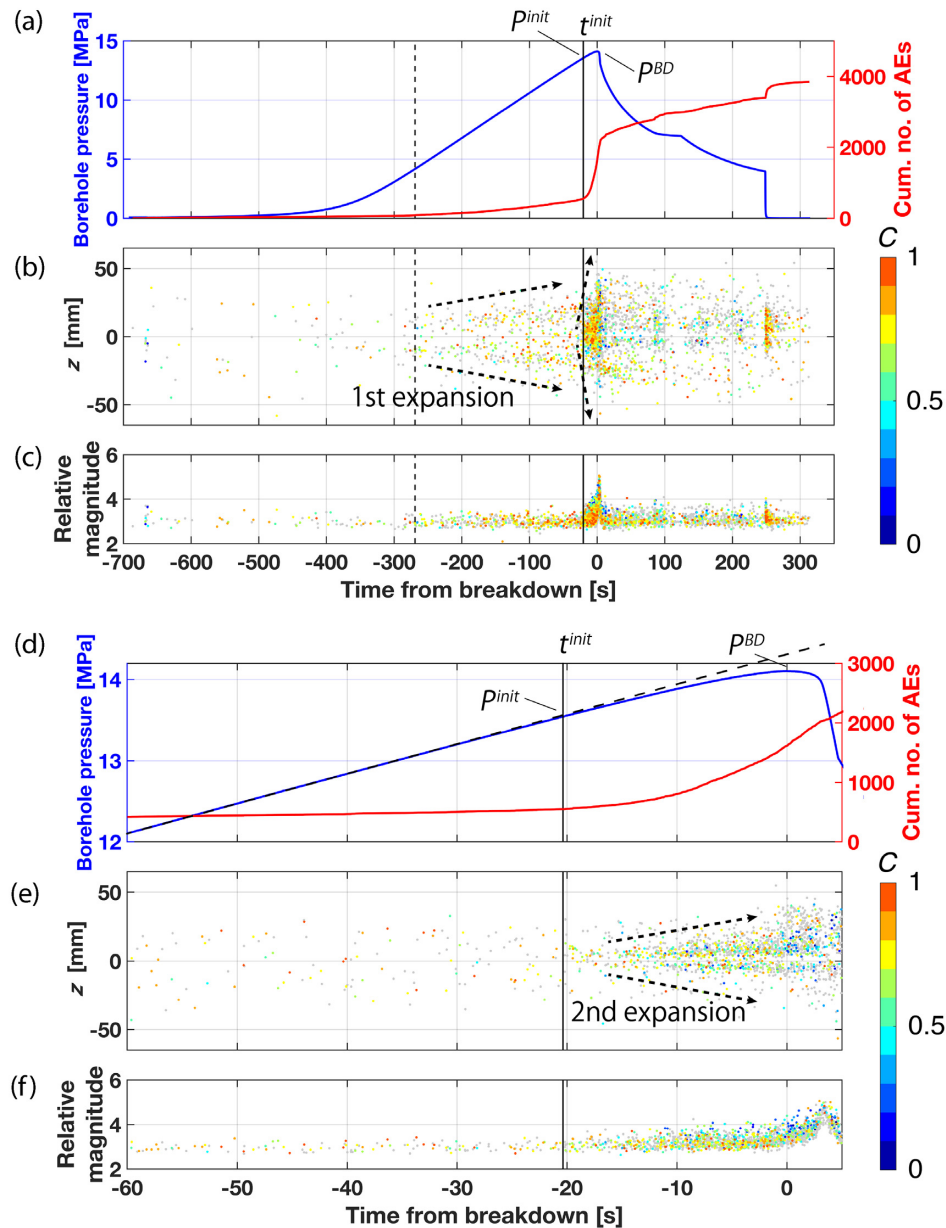 (a)
P^init
t^init
P^BD
Borehole pressure [MPa]
15
10
5
0
4000
2000
0
Cum. no. of AEs
(b)
z [mm]
50
0
-50
1st expansion
C
1
0.5
0
(c)
Relative
magnitude
6
4
2
-700 -600 -500 -400 -300 -200 -100 0 100 200 300
Time from breakdown [s]
(d)
t^init
P^BD
P^init
Borehole pressure [MPa]
14
13
12
3000
2000
1000
0
Cum. no. of AEs
(e)
z [mm]
50
0
-50
2nd expansion
C
1
0.5
0
(f)
Relative
magnitude
6
4
2
-60 -50 -40 -30 -20 -10 0
Time from breakdown [s]